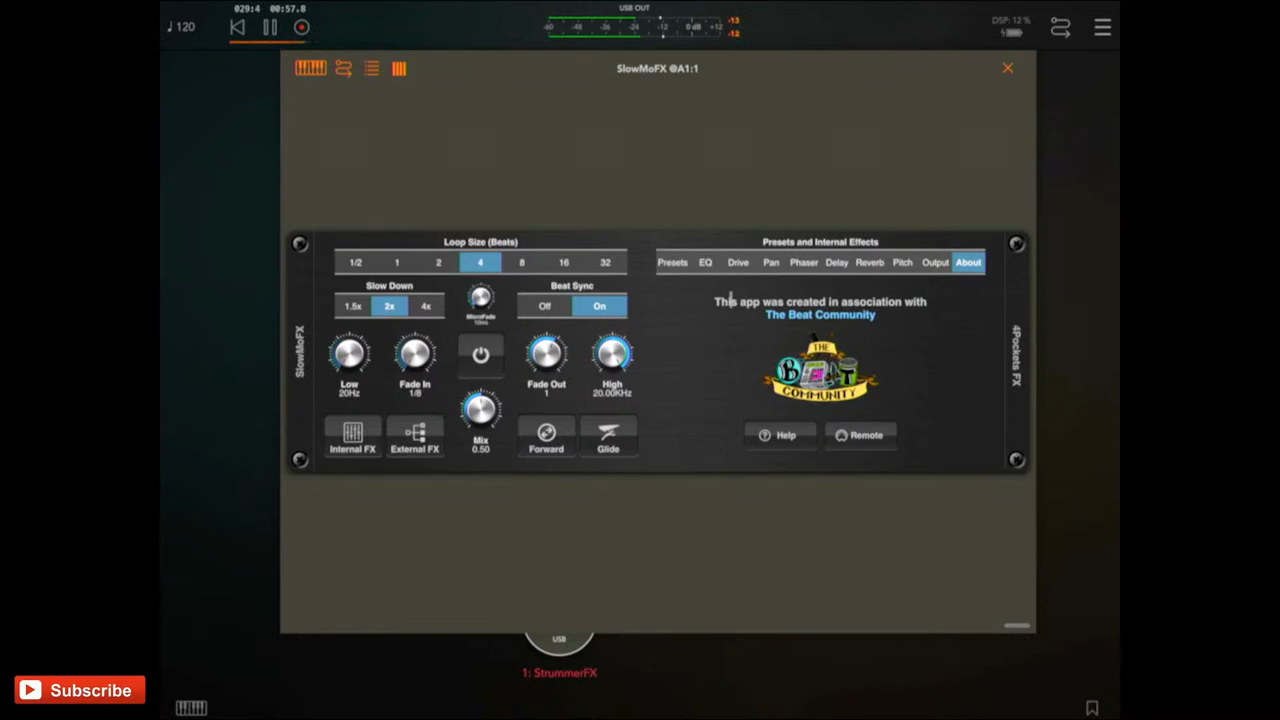 029:4 00:57.8
USB OUT
120
-60 -48 -36 -24 -12 0 dB +12
-13
-12
DSP: 12 %
SlowMoFX @A1:1
Loop Size (Beats)
1/2 1 2 4 8 16 32
Presets and Internal Effects
Presets EQ Drive Pan Phaser Delay Reverb Pitch Output About
Slow Down
1.5x 2x 4x
MicroFade
10ms
Beat Sync
Off On
This app was created in association with
The Beat Community
SlowMoFX
4Pockets FX
THE
COMMUNITY
Low
20Hz
Fade In
1/8
Fade Out
1
High
20.00KHz
Mix
0.50
Internal FX
External FX
Forward
Glide
Help
Remote
USB
1: StrummerFX
Subscribe